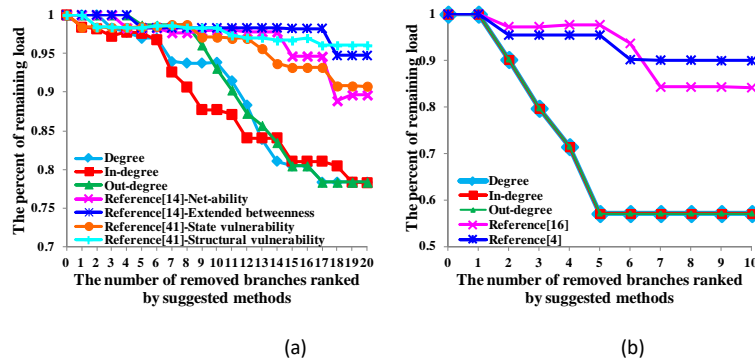 The percent of remaining load
1
0.95
0.9
0.85
0.8
0.75
0.7
Degree
In-degree
Out-degree
Reference[14]-Net-ability
Reference[14]-Extended betweenness
Reference[41]-State vulnerability
Reference[41]-Structural vulnerability
0 1 2 3 4 5 6 7 8 9 10 11 12 13 14 15 16 17 18 19 20
The number of removed branches ranked
by suggested methods
(a)
The percent of remaining load
1
0.9
0.8
0.7
0.6
0.5
Degree
In-degree
Out-degree
Reference[16]
Reference[4]
0 1 2 3 4 5 6 7 8 9 10
The number of removed branches ranked
by suggested methods
(b)